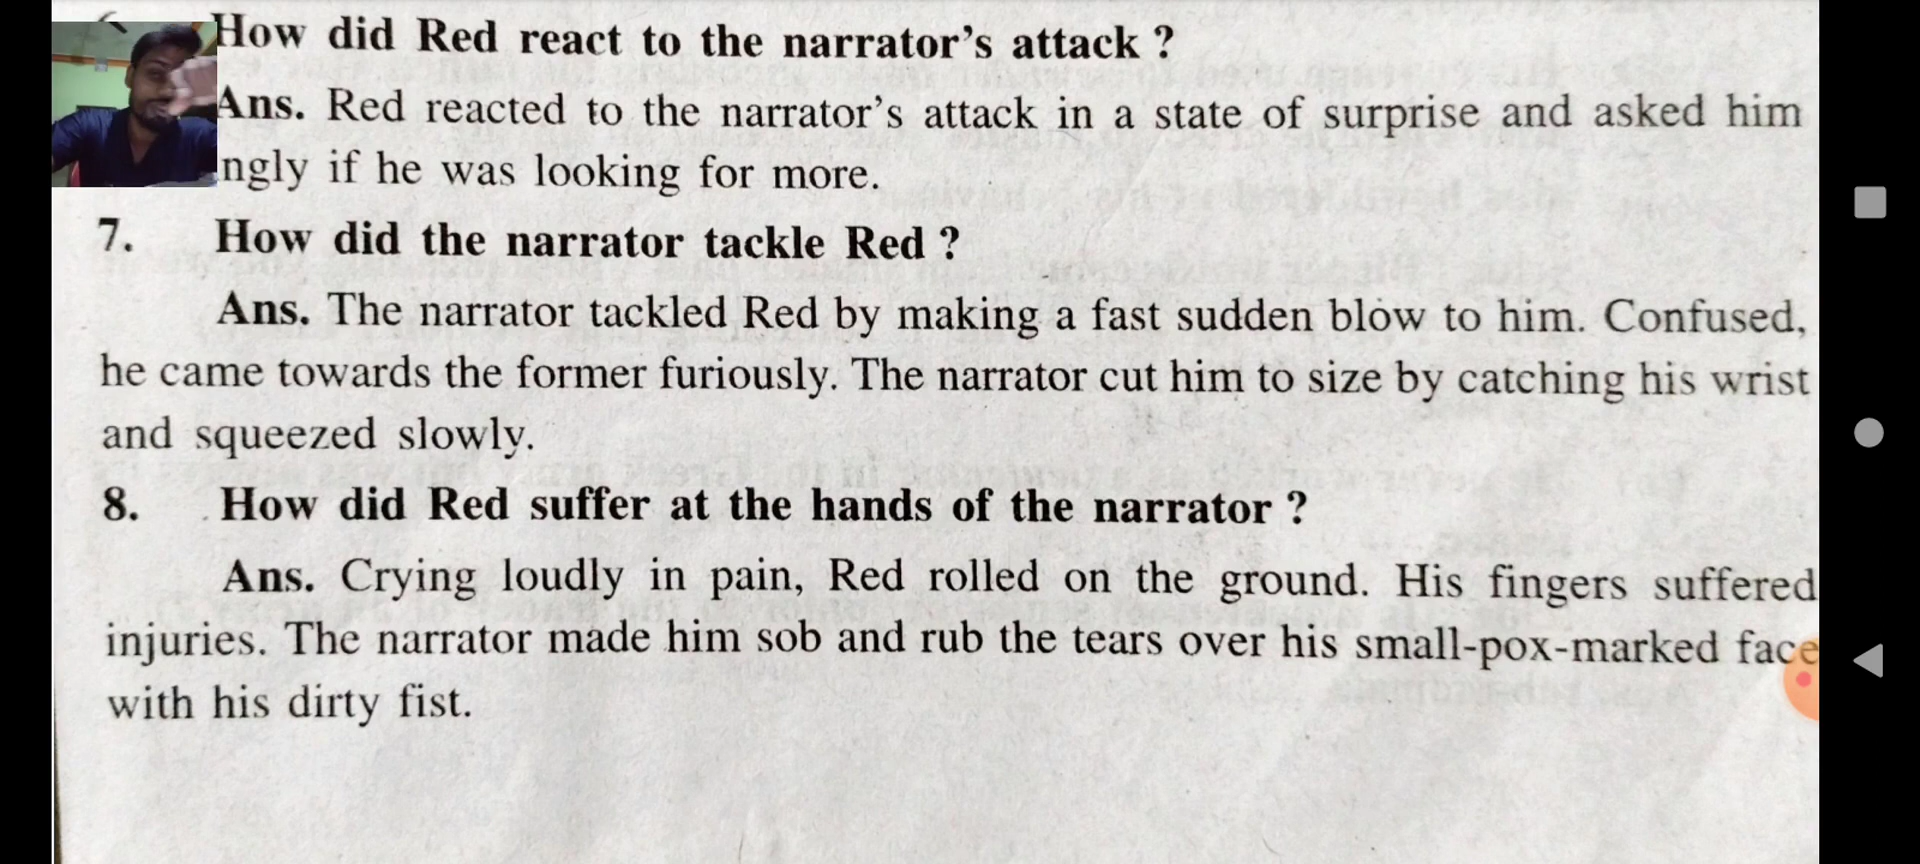 How did Red react to the narrator's attack ?
Ans. Red reacted to the narrator's attack in a state of surprise and asked him
if he was looking for more.
7. How did the narrator tackle Red ?
Ans. The narrator tackled Red by making a fast sudden blow to him. Confused,
he came towards the former furiously. The narrator cut him to size by catching his wrist
and squeezed slowly.
8. How did Red suffer at the hands of the narrator ?
Ans. Crying loudly in pain, Red rolled on the ground. His fingers suffered
injuries. The narrator made him sob and rub the tears over his small-pox-marked face
with his dirty fist.